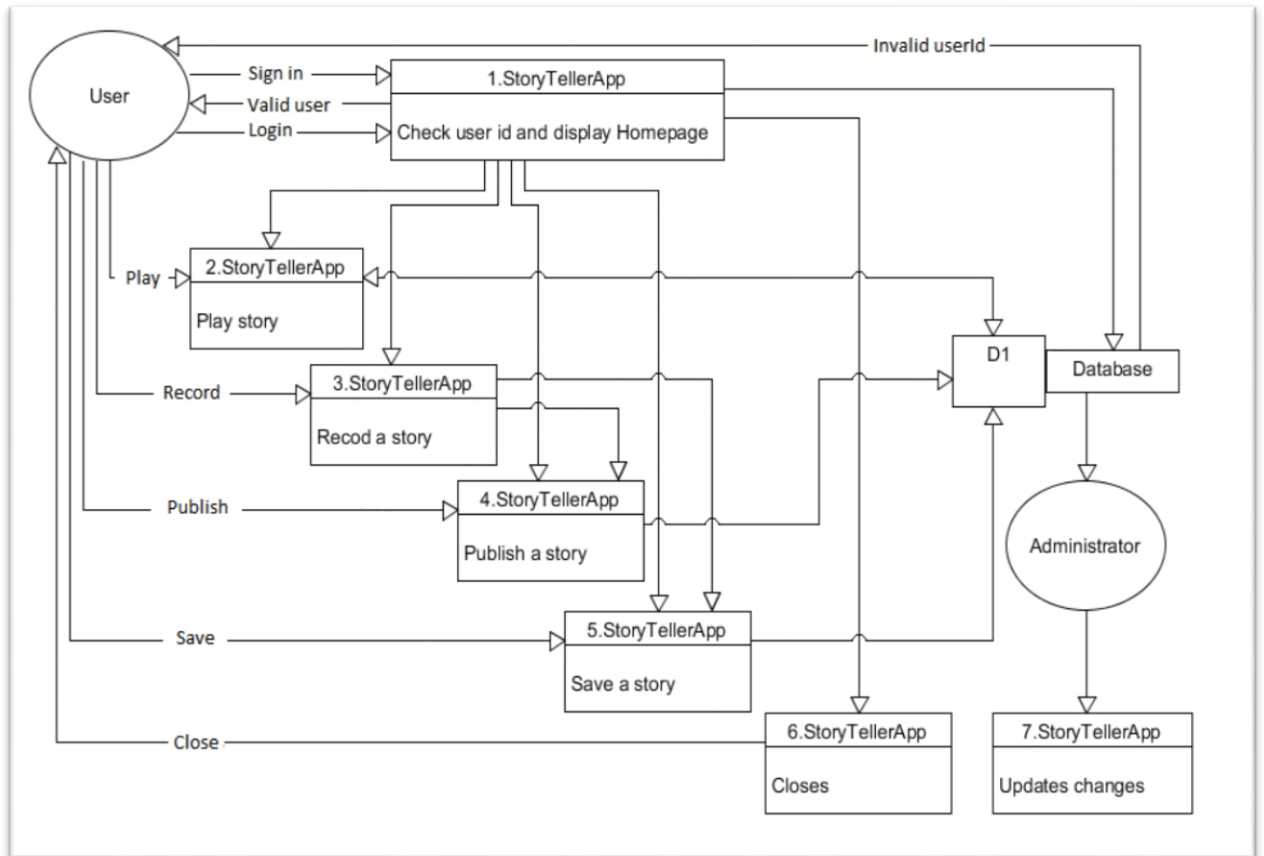 Invalid userId
Sign in
1.StoryTellerApp
User
Valid user
Login
Check user id and display Homepage
2.StoryTellerApp
Play
Play story
D1
Database
3.StoryTellerApp
Record
Recod a story
4.StoryTellerApp
Publish
Publish a story
Administrator
5.StoryTellerApp
Save
Save a story
6.StoryTellerApp
7.StoryTellerApp
Close
Closes
Updates changes